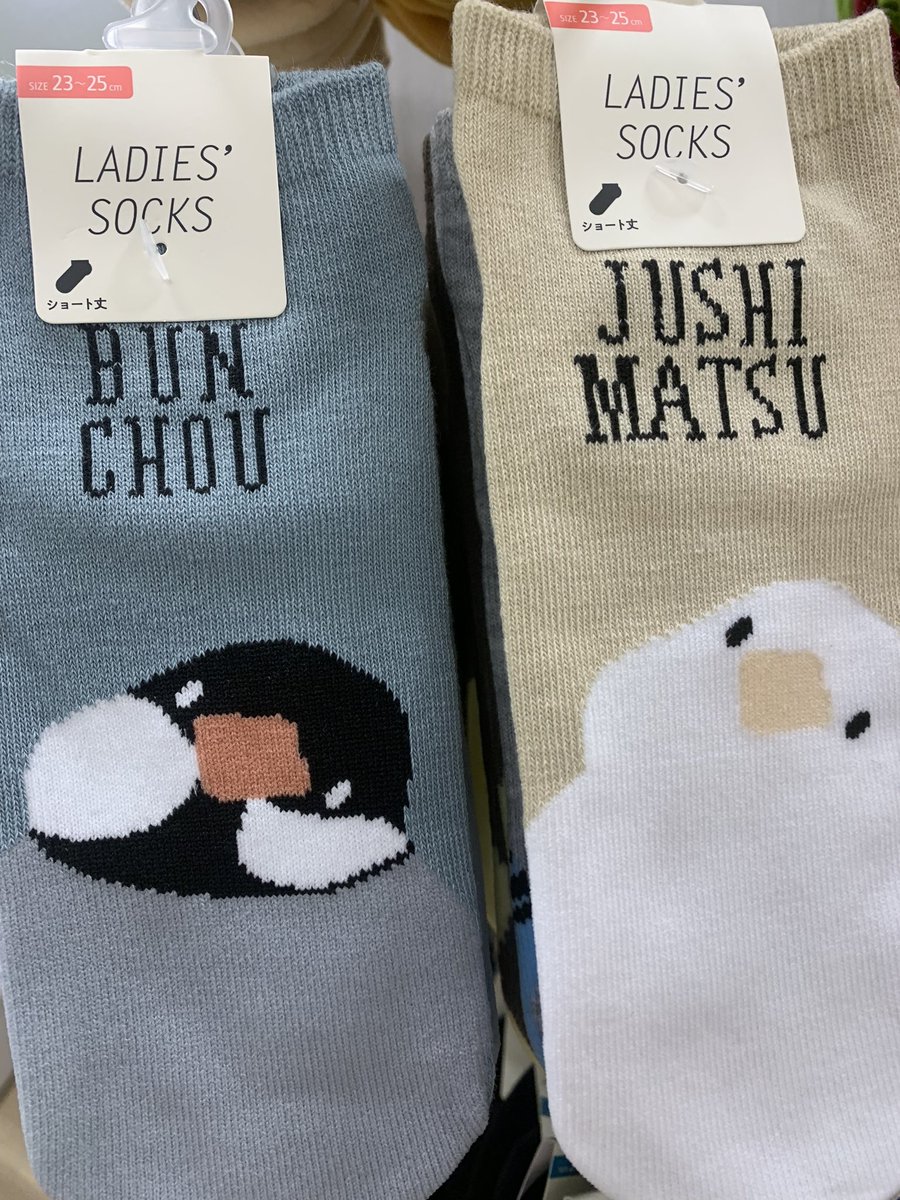 SIZE 23~25cm
LADIES'
SOCKS
ショート丈
BUN
CHOU
SIZE 23~25cm
LADIES'
SOCKS
ショート丈
JUSHI
MATSU